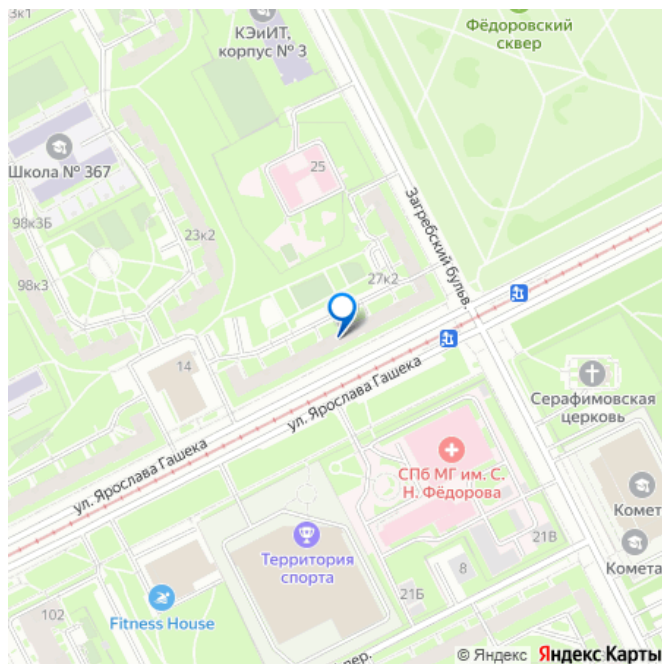 3к1
КЭиИТ,
корпус № 3
Фёдоровский
сквер
Школа № 367
25
Загребский бульв.
98к3Б
23к2
98к3
27к2
14
ул. Ярослава Гашека
Серафимовская
церковь
ул. Ярослава Гашека
СПб МГ им. С.
Н. Фёдорова
Комет
21В
Территория
спорта
8
Комета
21Б
102
Fitness House
пер.
© Яндекс Яндекс Карты